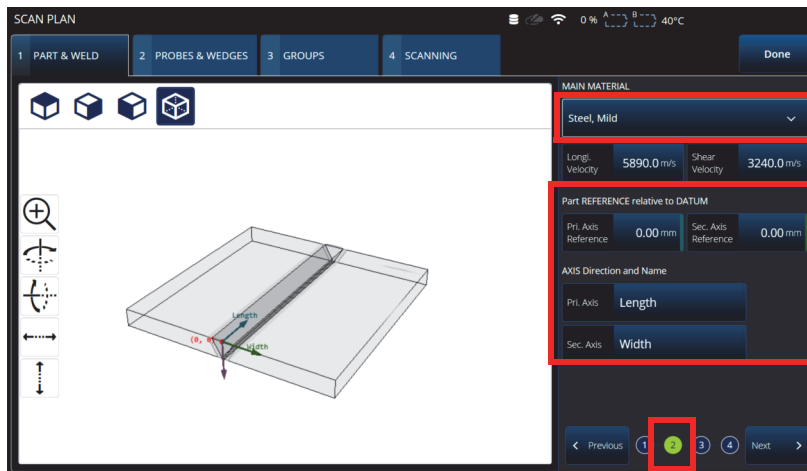 SCAN PLAN
0 % A B 40°C
1 PART & WELD 2 PROBES & WEDGES 3 GROUPS 4 SCANNING Done
MAIN MATERIAL
Steel, Mild
Longi. Velocity 5890.0 m/s Shear Velocity 3240.0 m/s
Part REFERENCE relative to DATUM
Pri. Axis Reference 0.00 mm Sec. Axis Reference 0.00 mm
AXIS Direction and Name
Pri. Axis Length
Sec. Axis Width
Length
(0, 
Width
Previous 1 2 3 4 Next